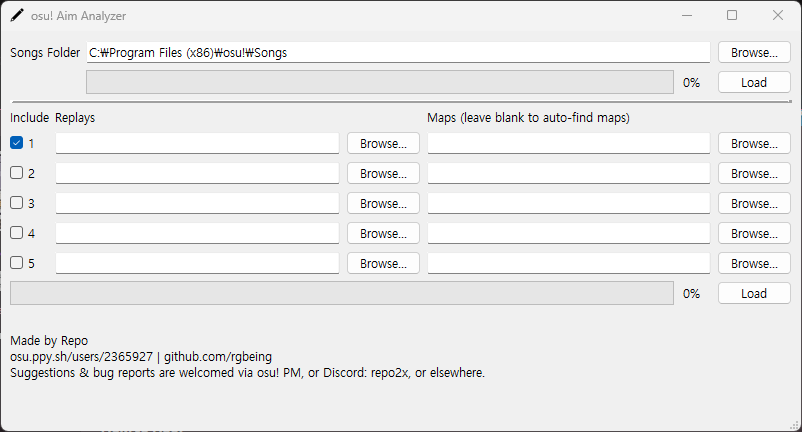 osu! Aim Analyzer
Songs Folder C:₩Program Files (x86)₩osu!₩Songs Browse...
0% Load
Include Replays Maps (leave blank to auto-find maps)
1 Browse... Browse...
2 Browse... Browse...
3 Browse... Browse...
4 Browse... Browse...
5 Browse... Browse...
0% Load
Made by Repo
osu.ppy.sh/users/2365927 | github.com/rgbeing
Suggestions & bug reports are welcomed via osu! PM, or Discord: repo2x, or elsewhere.